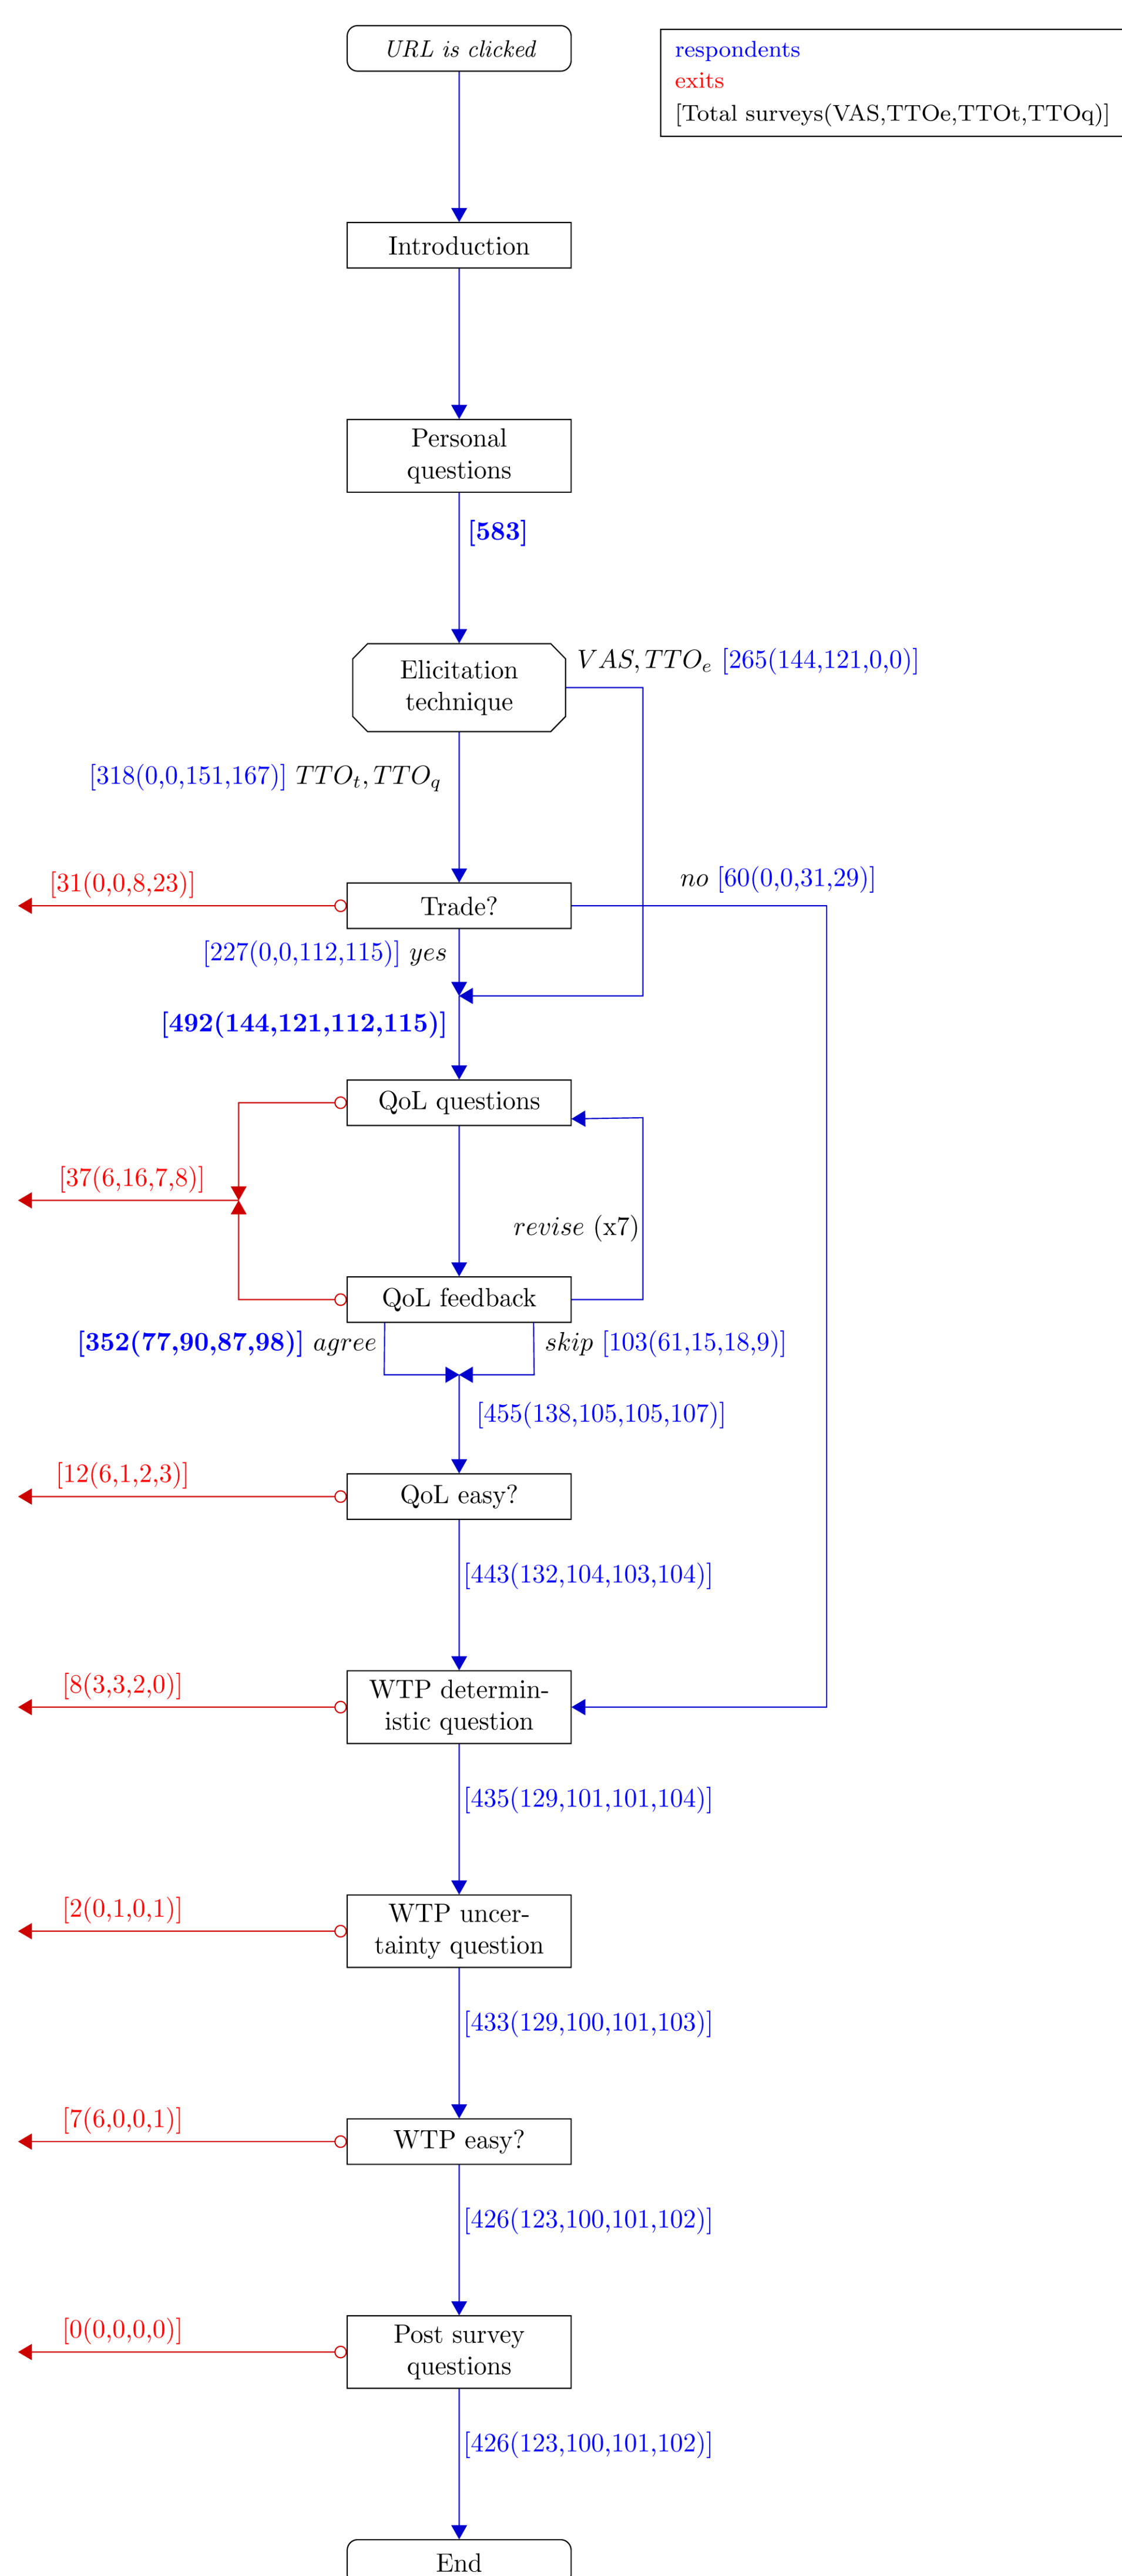 URL is clicked
respondents
exits
[Total surveys(VAS,TTOe,TTOt,TTOq)]
Introduction
Personal
questions
[583]
Elicitation
technique
VAS, TTOe [265(144,121,0,0)]
[318(0,0,151,167)] TTOt, TTOq
[31(0,0,8,23)]
Trade?
no [60(0,0,31,29)]
[227(0,0,112,115)] yes
[492(144,121,112,115)]
QoL questions
[37(6,16,7,8)]
revise (x7)
QoL feedback
[352(77,90,87,98)] agree
skip [103(61,15,18,9)]
[455(138,105,105,107)]
[12(6,1,2,3)]
QoL easy?
[443(132,104,103,104)]
[8(3,3,2,0)]
WTP determin-
istic question
[435(129,101,101,104)]
[2(0,1,0,1)]
WTP uncer-
tainty question
[433(129,100,101,103)]
[7(6,0,0,1)]
WTP easy?
[426(123,100,101,102)]
[0(0,0,0,0)]
Post survey
questions
[426(123,100,101,102)]
End